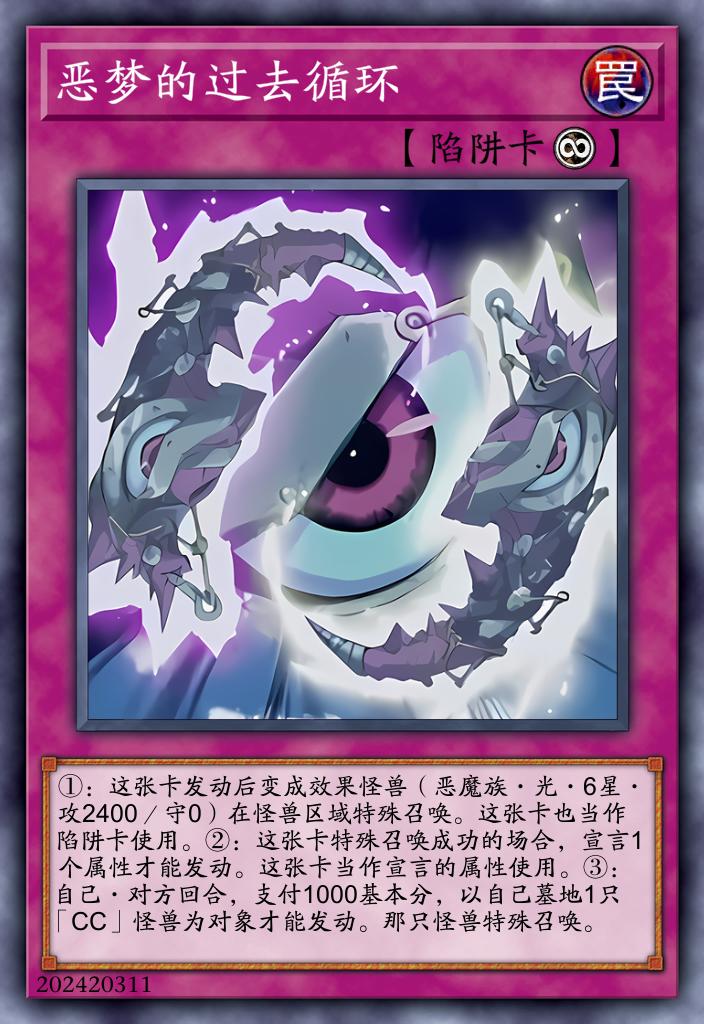 恶梦的过去循环
罠
【陷阱卡♾】
①：这张卡发动后变成效果怪兽（恶魔族·光·6星·
攻2400／守0）在怪兽区域特殊召唤。这张卡也当作
陷阱卡使用。②：这张卡特殊召唤成功的场合，宣言1
个属性才能发动。这张卡当作宣言的属性使用。③：
自己·对方回合，支付1000基本分，以自己墓地1只
「CC」怪兽为对象才能发动。那只怪兽特殊召唤。
202420311